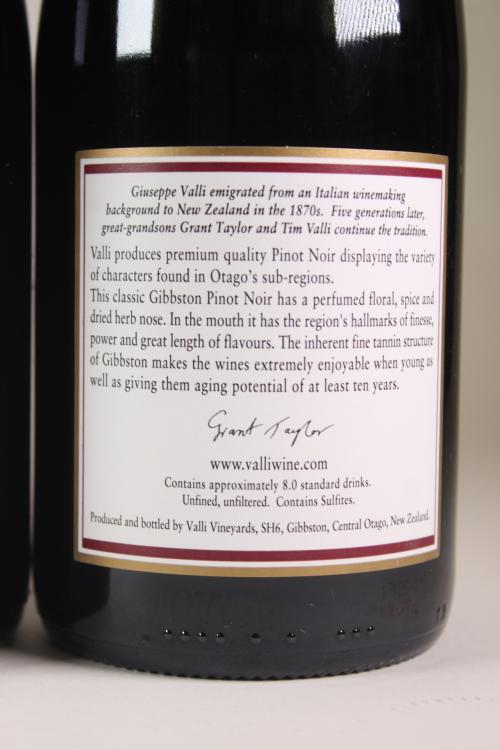 Giuseppe Valli emigrated from an Italian winemaking
background to New Zealand in the 1870s. Five generations later,
great-grandsons Grant Taylor and Tim Valli continue the tradition.
Valli produces premium quality Pinot Noir displaying the variety
of characters found in Otago's sub-regions.
This classic Gibbston Pinot Noir has a perfumed floral, spice and
dried herb nose. In the mouth it has the region's hallmarks of finesse,
power and great length of flavours. The inherent fine tannin structure
of Gibbston makes the wines extremely enjoyable when young as
well as giving them aging potential of at least ten years.
Grant Taylor
www.valliwine.com
Contains approximately 8.0 standard drinks.
Unfined, unfiltered. Contains Sulfites.
Produced and bottled by Valli Vineyards, SH6, Gibbston, Central Otago, New Zealand.